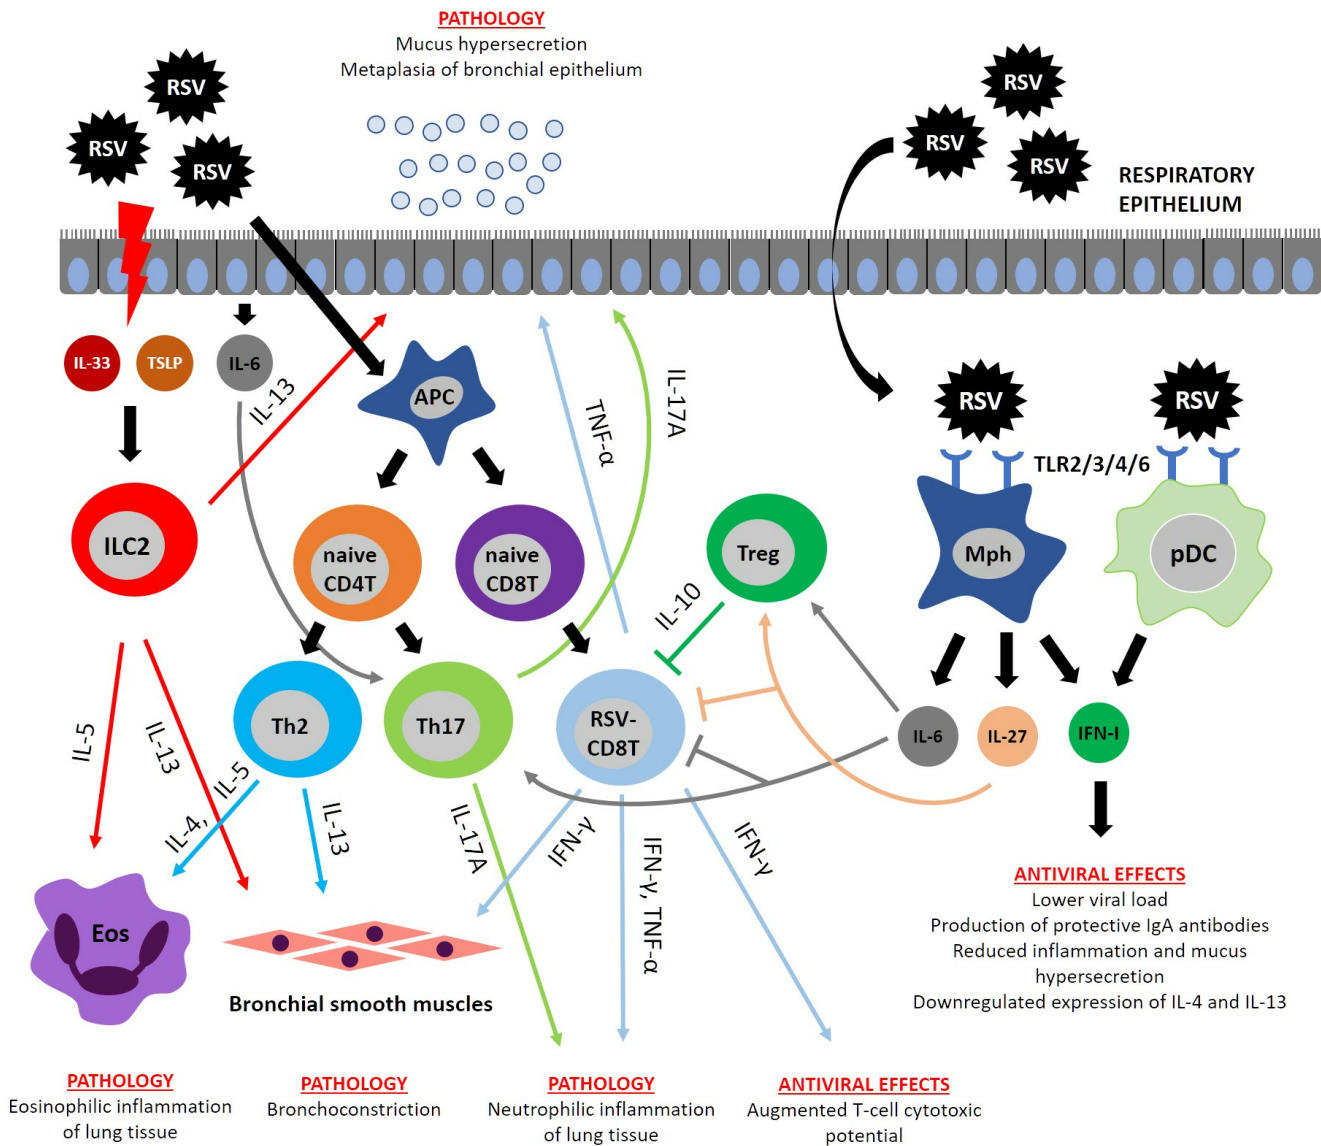 PATHOLOGY
Mucus hypersecretion
Metaplasia of bronchial epithelium
RSV
RSV
RSV
RSV
RSV
RSV
RESPIRATORY
EPITHELIUM
IL-33
TSLP
IL-6
IL-13
APC
TNF-α
IL-17A
RSV
RSV
TLR2/3/4/6
ILC2
naive
CD4T
naive
CD8T
Treg
Mph
pDC
IL-10
Th2
Th17
RSV-
CD8T
IL-6
IL-27
IFN-I
IL-5
IL-13
IL-4, IL-5
IL-13
IL-17A
IFN-γ
IFN-γ, TNF-α
IFN-γ
Eos
Bronchial smooth muscles
ANTIVIRAL EFFECTS
Lower viral load
Production of protective IgA antibodies
Reduced inflammation and mucus
hypersecretion
Downregulated expression of IL-4 and IL-13
PATHOLOGY
Eosinophilic inflammation
of lung tissue
PATHOLOGY
Bronchoconstriction
PATHOLOGY
Neutrophilic inflammation
of lung tissue
ANTIVIRAL EFFECTS
Augmented T-cell cytotoxic
potential